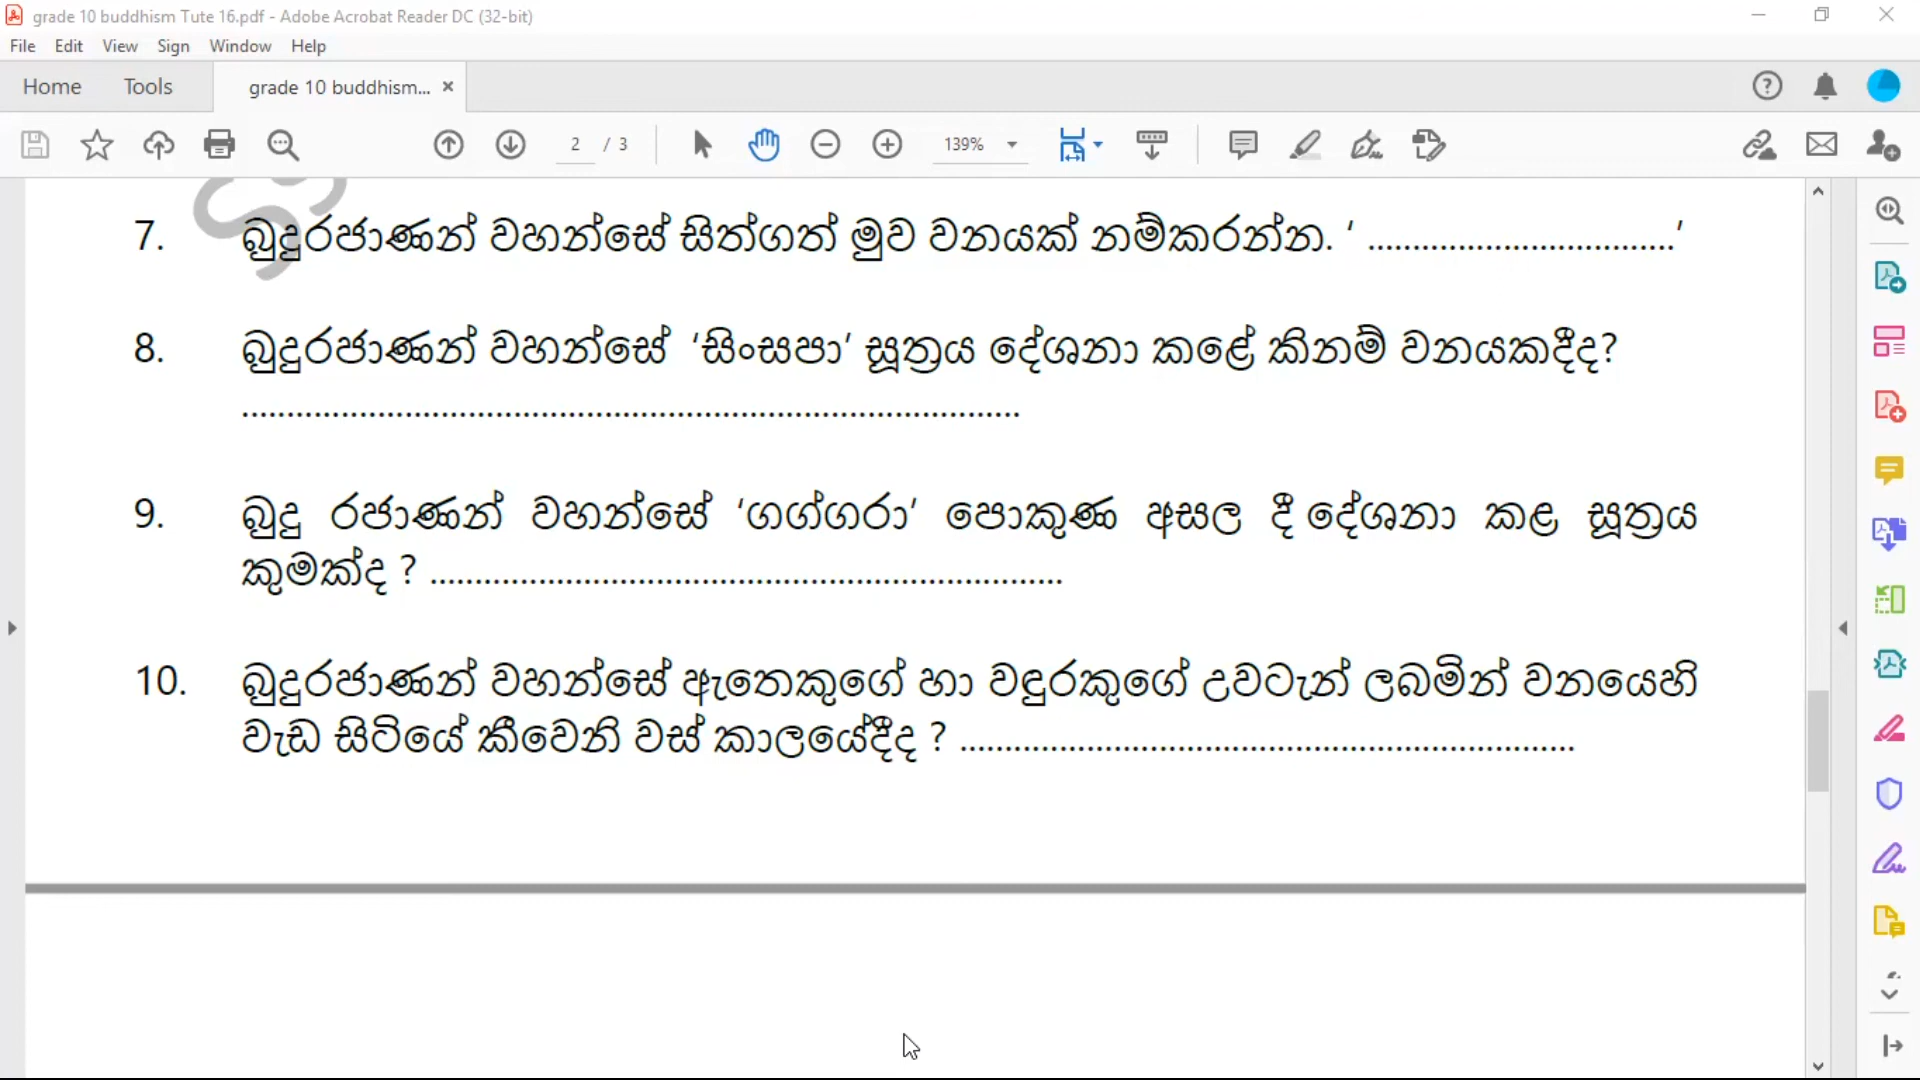 grade 10 buddhism Tute 16.pdf - Adobe Acrobat Reader DC (32-bit)
File Edit View Sign Window Help
Home Tools grade 10 buddhism... ×
2 / 3 139%
7. බුදුරජාණන් වහන්සේ සිත්ගත් මුව වනයක් නම්කරන්න. ‘ ..................................’
8. බුදුරජාණන් වහන්සේ ‘සිංසපා’ සූත්‍රය දේශනා කළේ කිනම් වනයකදීද?
......................................................................................
9. බුදු රජාණන් වහන්සේ ‘ගග්ගරා’ පොකුණ අසල දී දේශනා කළ සූත්‍රය
කුමක්ද ? ......................................................................
10. බුදුරජාණන් වහන්සේ ඇතෙකුගේ හා වඳුරකුගේ උවටැන් ලබමින් වනයෙහි
වැඩ සිටියේ කීවෙනි වස් කාලයේදීද ? ....................................................................